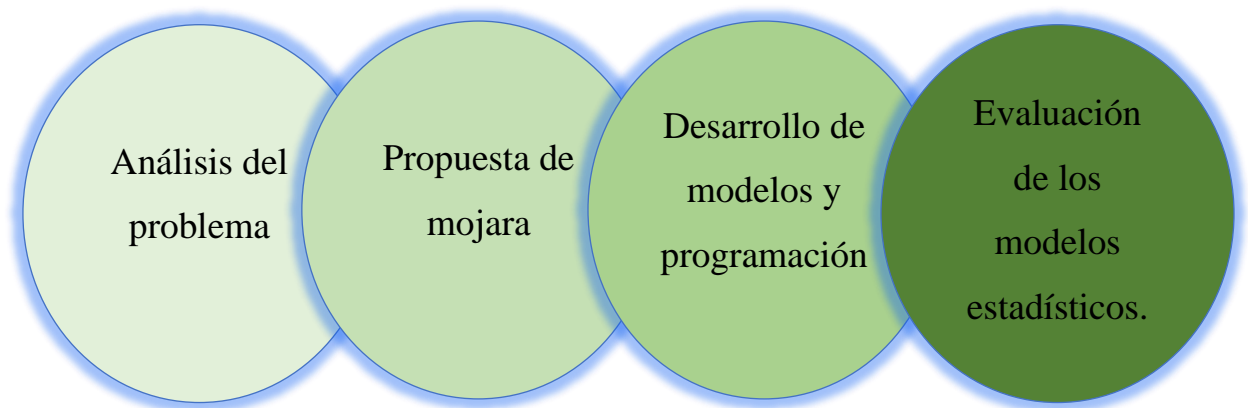 Análisis del
problema
Propuesta de
mojara
Desarrollo de
modelos y
programación
Evaluación
de los
modelos
estadísticos.